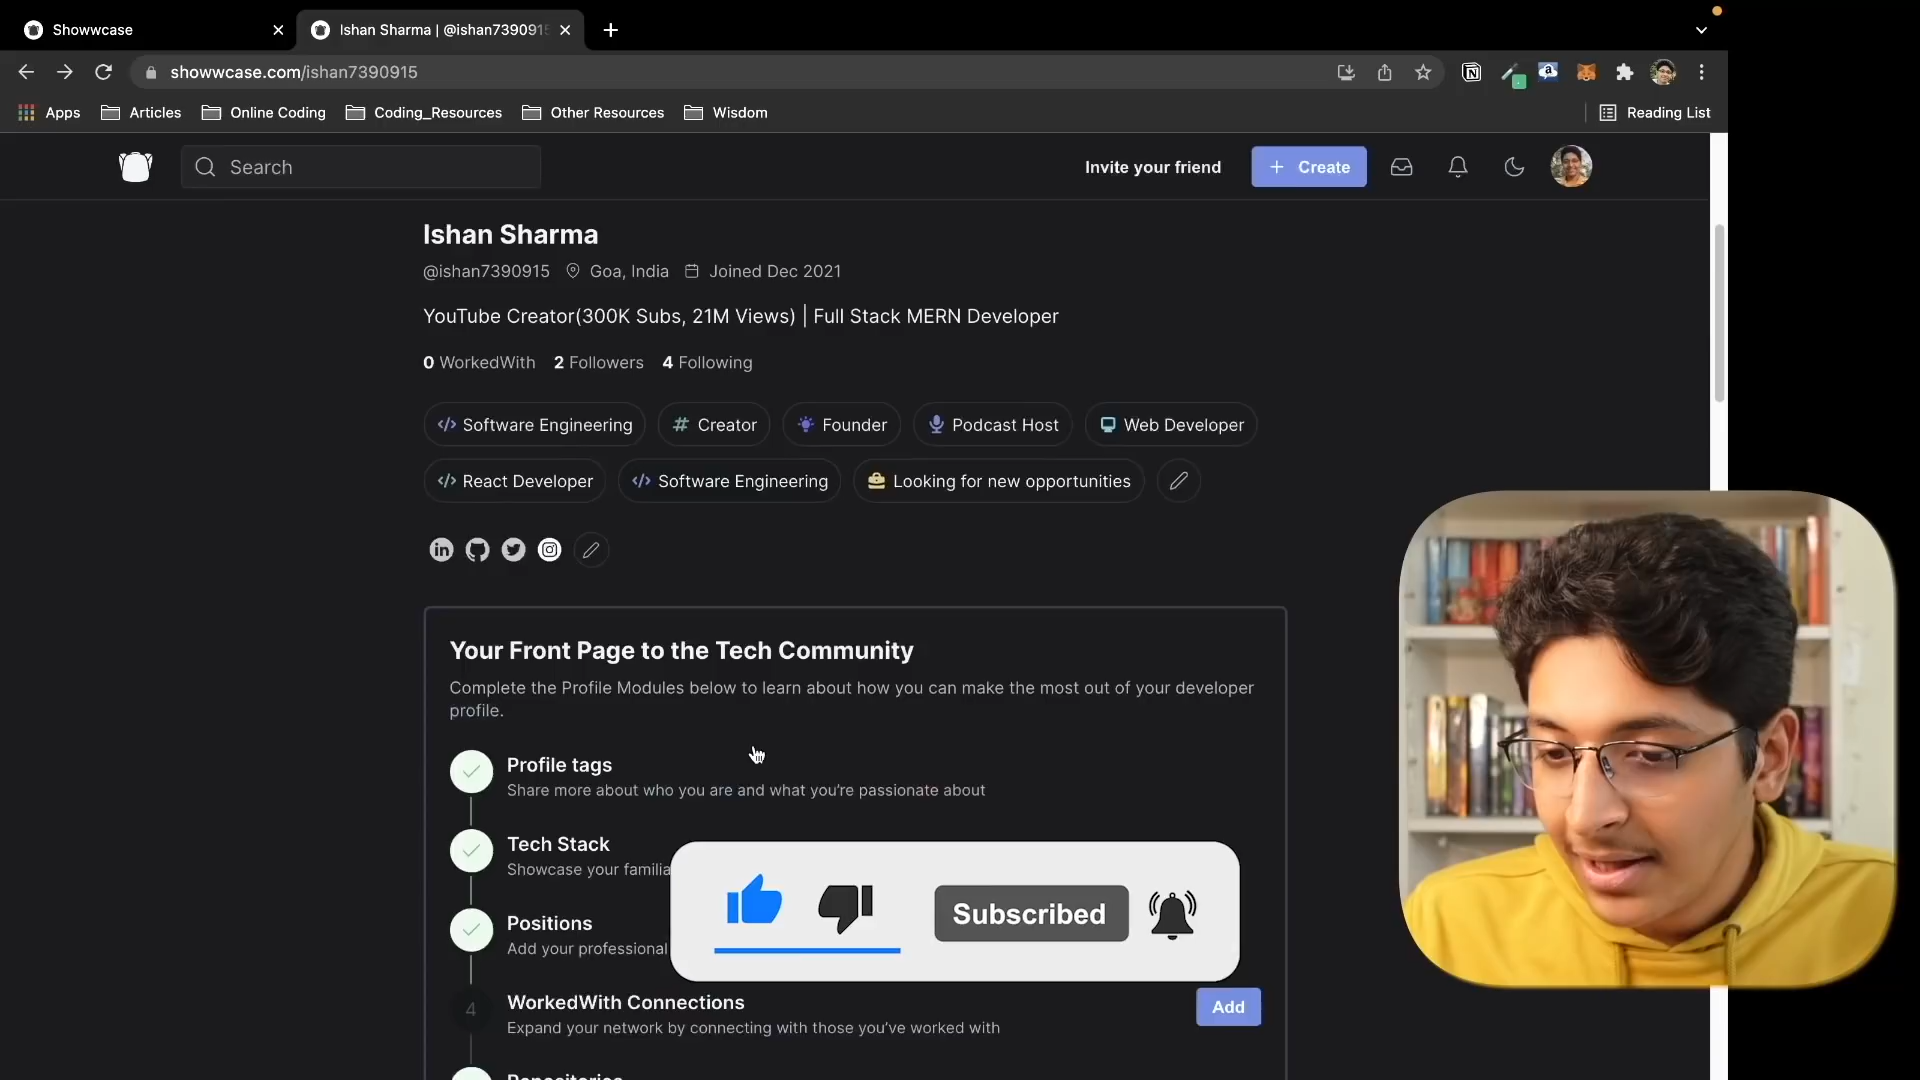 Showwcase
Ishan Sharma | @ishan7390915
showwcase.com/ishan7390915
Apps
Articles
Online Coding
Coding_Resources
Other Resources
Wisdom
Reading List
Search
Invite your friend
+ Create
Ishan Sharma
@ishan7390915 Goa, India Joined Dec 2021
YouTube Creator(300K Subs, 21M Views) | Full Stack MERN Developer
0 WorkedWith 2 Followers 4 Following
Software Engineering
Creator
Founder
Podcast Host
Web Developer
React Developer
Software Engineering
Looking for new opportunities
Your Front Page to the Tech Community
Complete the Profile Modules below to learn about how you can make the most out of your developer
profile.
Profile tags
Share more about who you are and what you're passionate about
Tech Stack
Showcase your familia
Positions
Add your professional
Subscribed
4
WorkedWith Connections
Expand your network by connecting with those you've worked with
Add